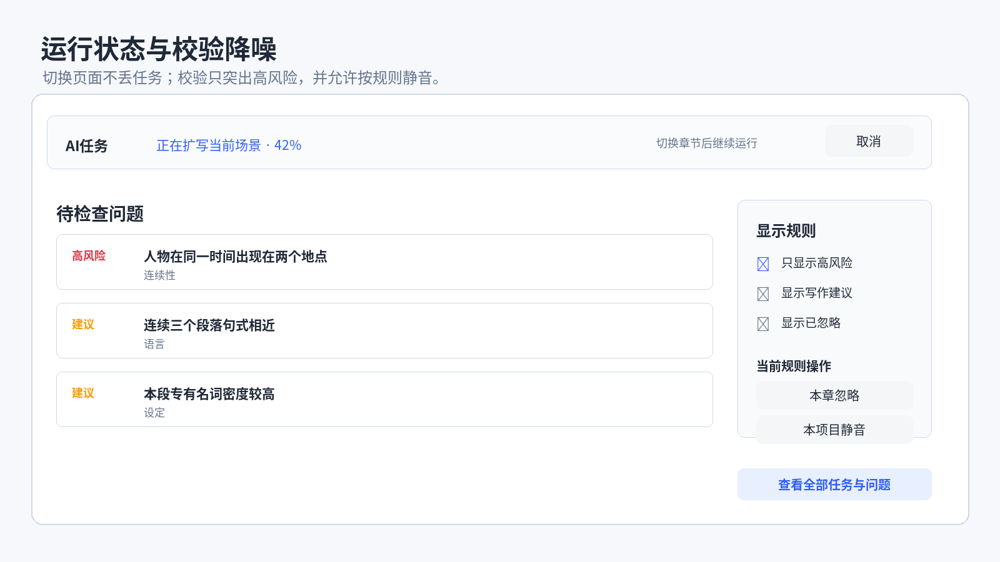 运行状态与校验降噪
切换页面不丢任务；校验只突出高风险，并允许按规则静音。
AI任务
正在扩写当前场景 · 42%
切换章节后继续运行
取消
待检查问题
高风险
人物在同一时间出现在两个地点
连续性
建议
连续三个段落句式相近
语言
建议
本段专有名词密度较高
设定
显示规则
只显示高风险
显示写作建议
显示已忽略
当前规则操作
本章忽略
本项目静音
查看全部任务与问题